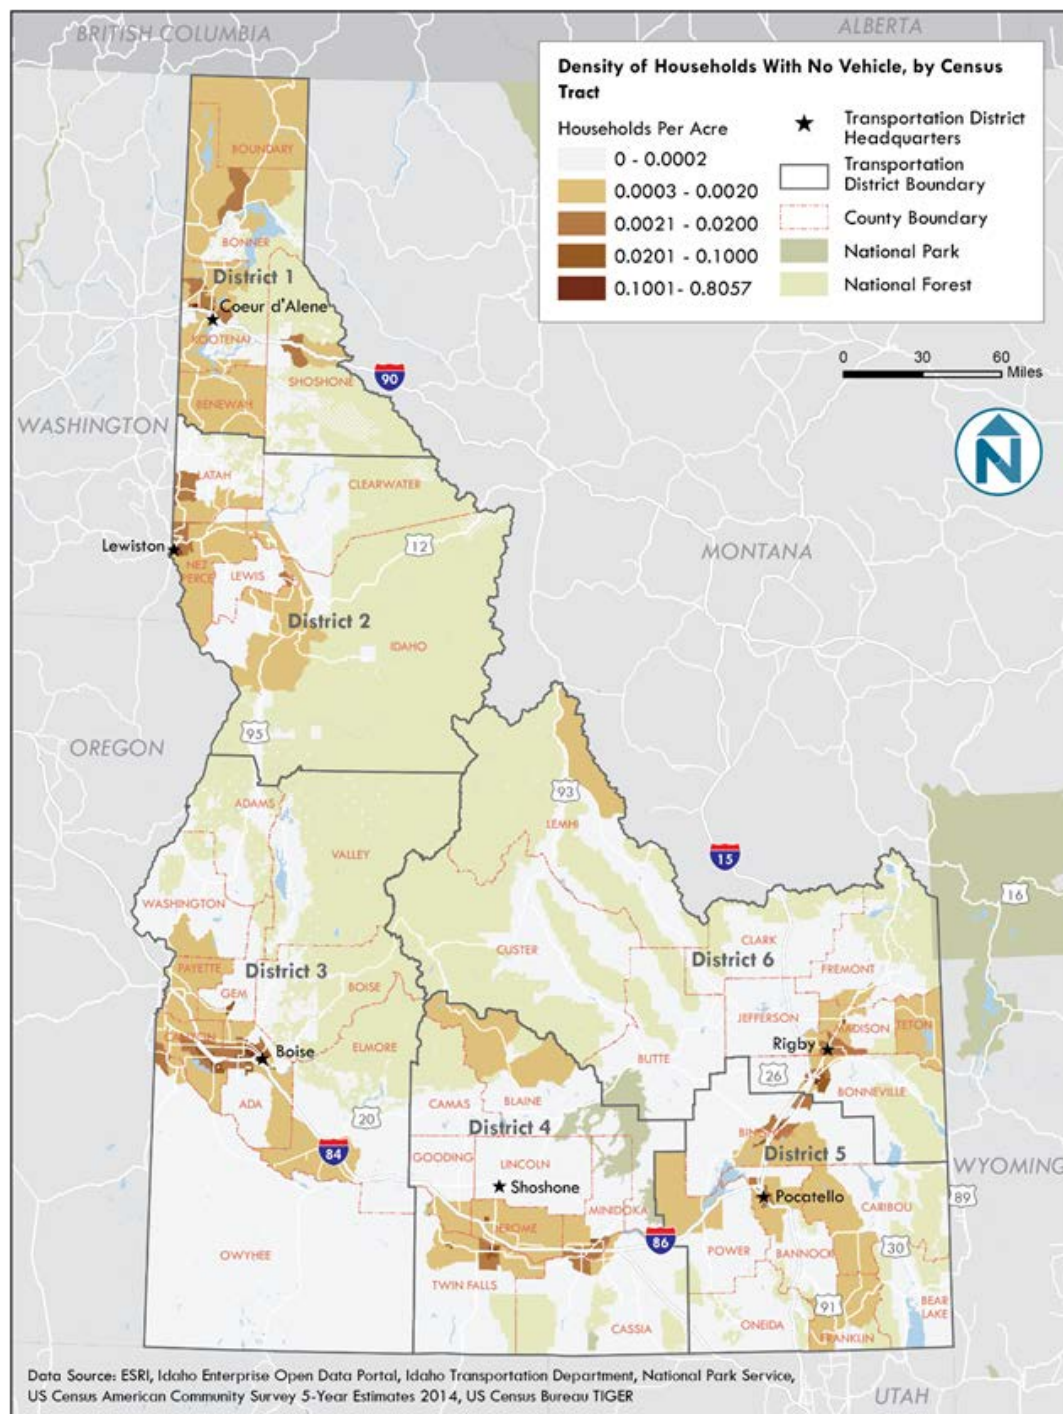 BRITISH COLUMBIA
ALBERTA
Density of Households With No Vehicle, by Census
Tract
Households Per Acre
0 - 0.0002
0.0003 - 0.0020
0.0021 - 0.0200
0.0201 - 0.1000
0.1001- 0.8057
Transportation District
Headquarters
Transportation
District Boundary
County Boundary
National Park
National Forest
0 30 60
Miles
N
BOUNDARY
BONNER
District 1
Coeur d'Alene
KOOTENAI
SHOSHONE
90
BENEWAH
WASHINGTON
LATAH
CLEARWATER
Lewiston
12
NEZ
PERCE
LEWIS
MONTANA
District 2
IDAHO
95
OREGON
ADAMS
93
LEMHI
VALLEY
15
16
WASHINGTON
CUSTER
CLARK
District 6
FREMONT
PAYETTE
District 3
GEM
BOISE
JEFFERSON
MADISON
TETON
CANYON
Boise
ELMORE
BUTTE
Rigby
26
BONNEVILLE
ADA
20
CAMAS
BLAINE
District 4
84
GOODING
LINCOLN
Shoshone
District 5
WYOMING
Pocatello
89
CARIBOU
MINIDOKA
JEROME
86
POWER
BANNOCK
30
OWYHEE
TWIN FALLS
CASSIA
ONEIDA
91
FRANKLIN
BEAR
LAKE
Data Source: ESRI, Idaho Enterprise Open Data Portal, Idaho Transportation Department, National Park Service,
US Census American Community Survey 5-Year Estimates 2014, US Census Bureau TIGER
UTAH